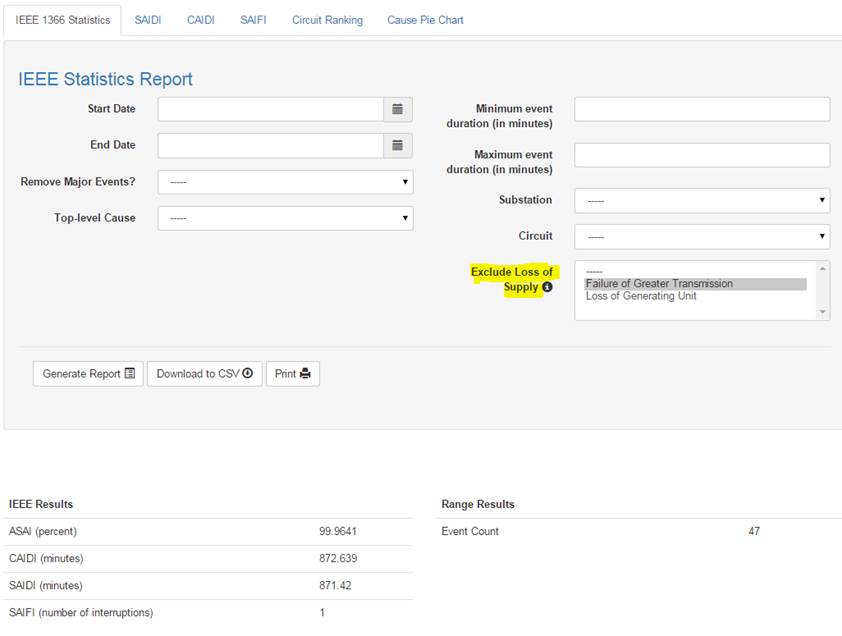 IEEE 1366 Statistics
SAIDI
CAIDI
SAIFI
Circuit Ranking
Cause Pie Chart
IEEE Statistics Report
Start Date
End Date
Remove Major Events?
-----
Top-level Cause
-----
Minimum event
duration (in minutes)
Maximum event
duration (in minutes)
Substation
-----
Circuit
-----
Exclude Loss of
Supply
-----
Failure of Greater Transmission
Loss of Generating Unit
Generate Report
Download to CSV
Print
IEEE Results
ASAI (percent) 99.9641
CAIDI (minutes) 872.639
SAIDI (minutes) 871.42
SAIFI (number of interruptions) 1
Range Results
Event Count 47